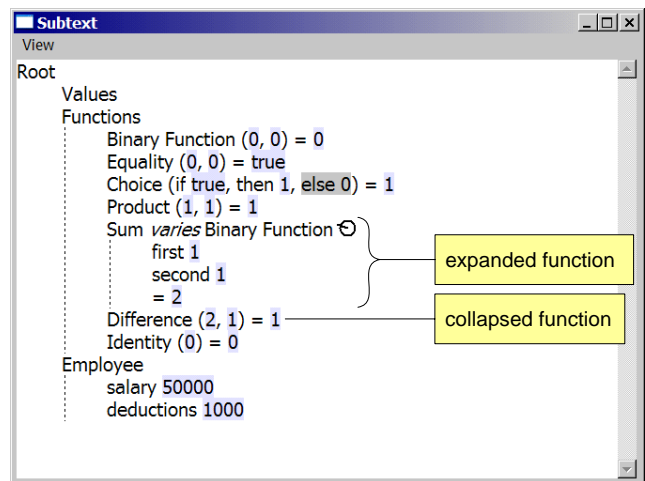 Subtext
View
Root
Values
Functions
Binary Function (0, 0) = 0
Equality (0, 0) = true
Choice (if true, then 1, else 0) = 1
Product (1, 1) = 1
Sum varies Binary Function
first 1
second 1
= 2
expanded function
Difference (2, 1) = 1
collapsed function
Identity (0) = 0
Employee
salary 50000
deductions 1000